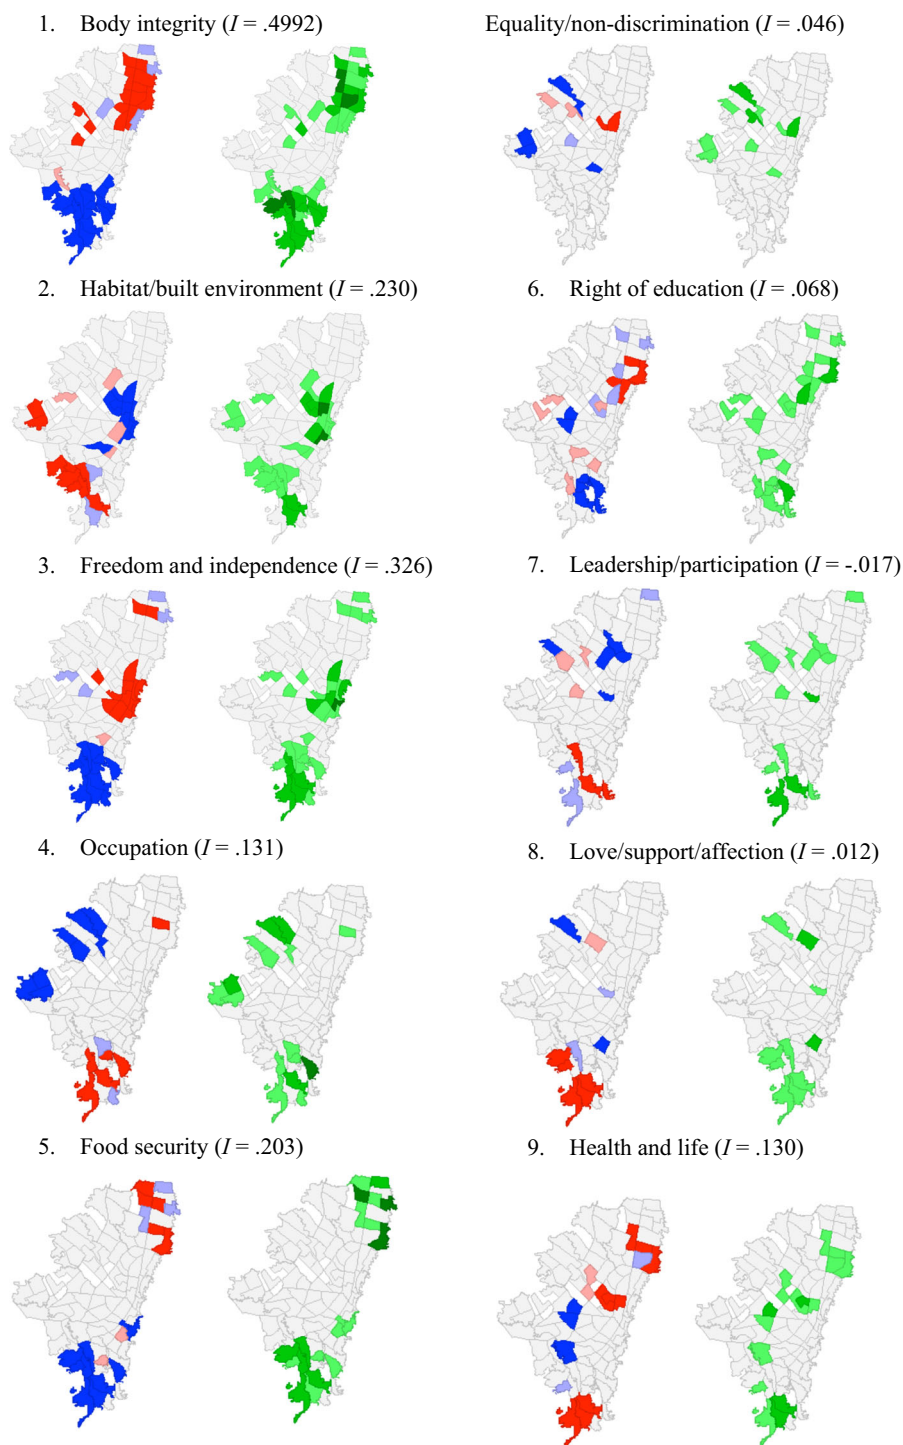 1. Body integrity (I = .4992)
Equality/non-discrimination (I = .046)
2. Habitat/built environment (I = .230)
6. Right of education (I = .068)
3. Freedom and independence (I = .326)
7. Leadership/participation (I = -.017)
4. Occupation (I = .131)
8. Love/support/affection (I = .012)
5. Food security (I = .203)
9. Health and life (I = .130)